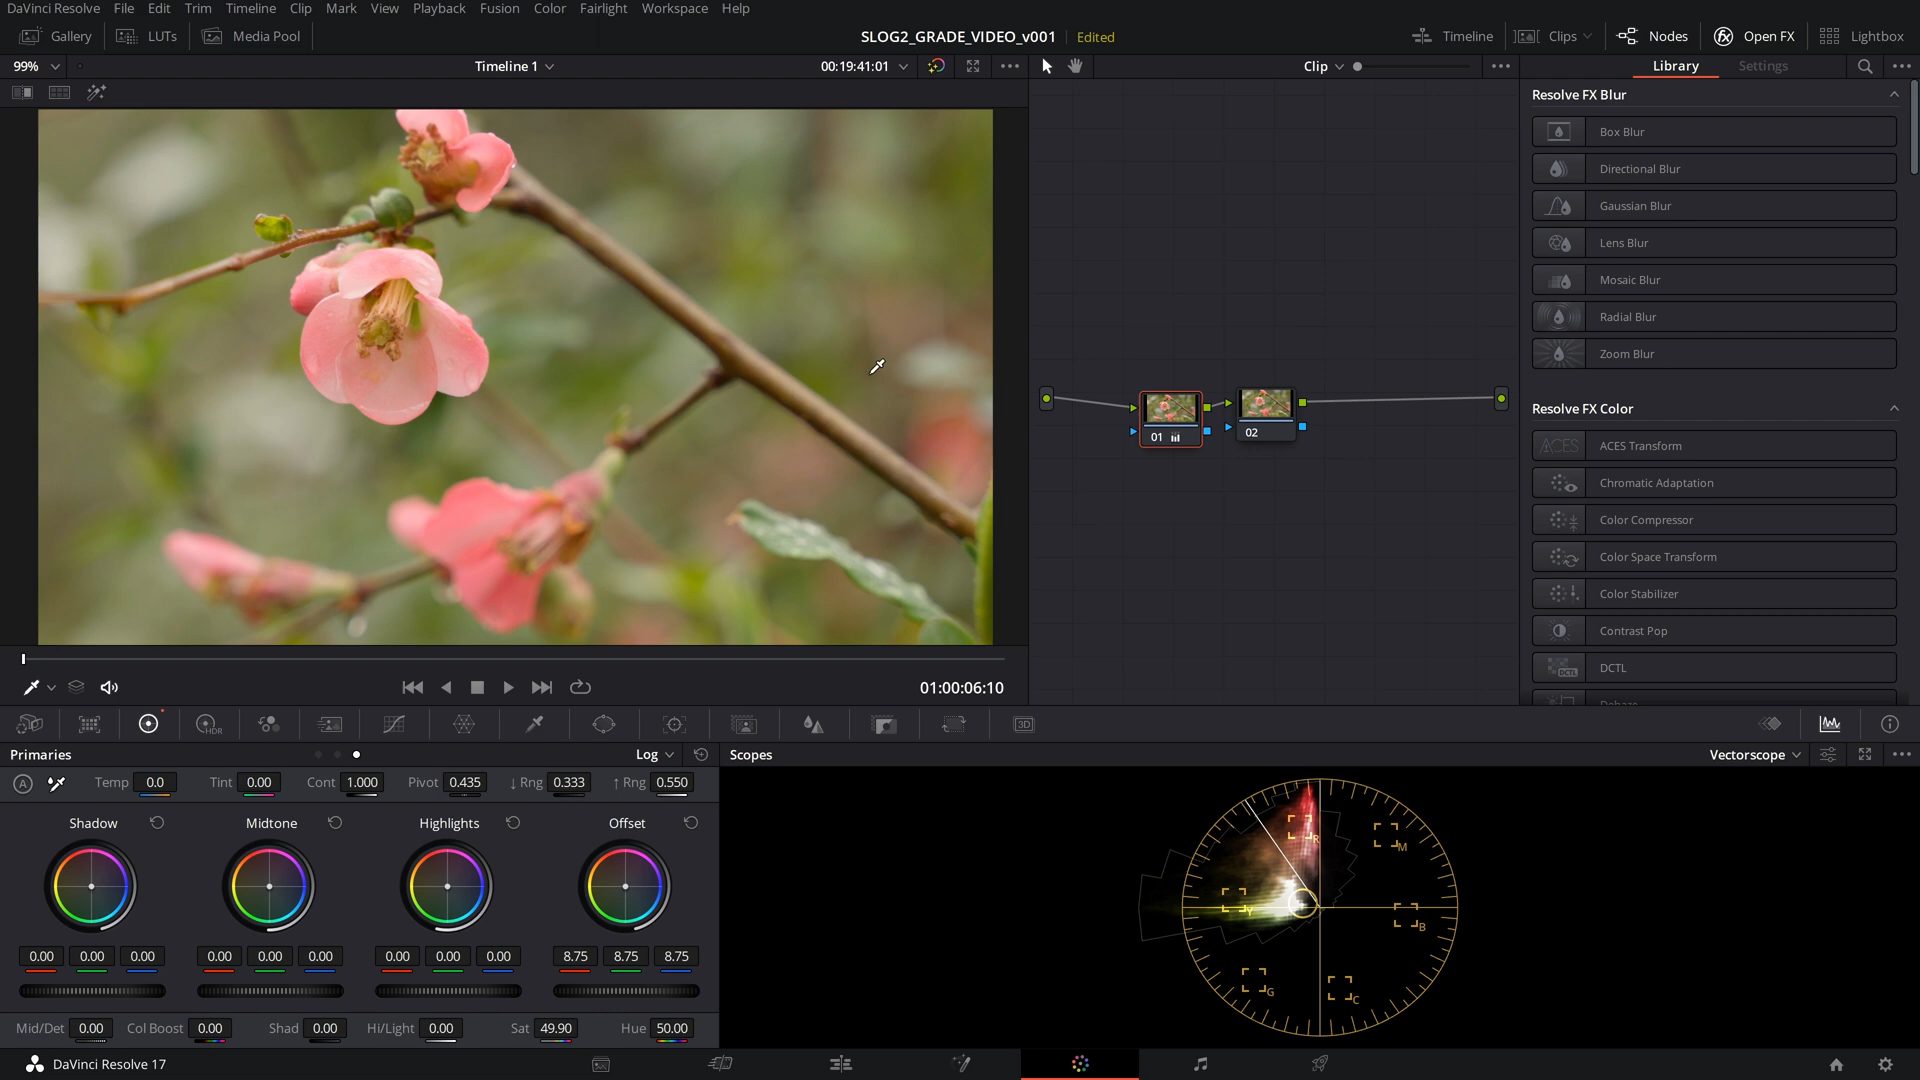 DaVinci Resolve File Edit Trim Timeline Clip Mark View Playback Fusion Color Fairlight Workspace Help
Gallery LUTs Media Pool SLOG2_GRADE_VIDEO_v001 Edited Timeline Clips Nodes Open FX Lightbox
99% Timeline 1 00:19:41:01 Clip Library Settings
Resolve FX Blur
Box Blur
Directional Blur
Gaussian Blur
Lens Blur
Mosaic Blur
Radial Blur
Zoom Blur
01 02
Resolve FX Color
ACES ACES Transform
Chromatic Adaptation
Color Compressor
Color Space Transform
Color Stabilizer
Contrast Pop
DCTL DCTL
Dehaze
01:00:06:10
HDR 3D
Primaries Log Scopes Vectorscope
A Temp 0.0 Tint 0.00 Cont 1.000 Pivot 0.435 ↓ Rng 0.333 ↑ Rng 0.550
Shadow Midtone Highlights Offset
R M
Y B
G C
0.00 0.00 0.00 0.00 0.00 0.00 0.00 0.00 0.00 8.75 8.75 8.75
Mid/Det 0.00 Col Boost 0.00 Shad 0.00 Hi/Light 0.00 Sat 49.90 Hue 50.00
DaVinci Resolve 17